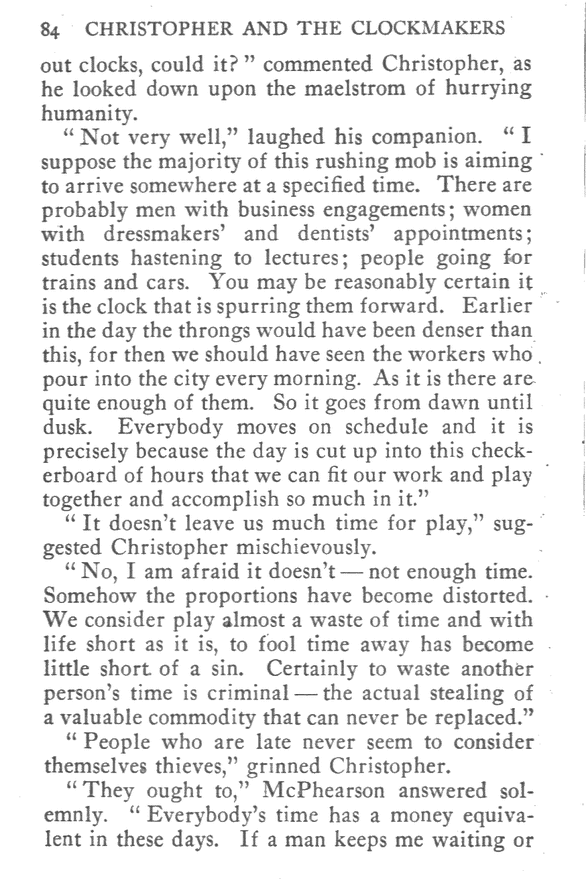 84 CHRISTOPHER AND THE CLOCKMAKERS
out clocks, could it? ” commented Christopher, as
he looked down upon the maelstrom of hurrying
humanity.
“ Not very well,” laughed his companion. “ I
suppose the majority of this rushing mob is aiming
to arrive somewhere at a specified time. There are
probably men with business engagements; women
with dressmakers’ and dentists’ appointments;
students hastening to lectures; people going for
trains and cars. You may be reasonably certain it
is the clock that is spurring them forward. Earlier
in the day the throngs would have been denser than
this, for then we should have seen the workers who
pour into the city every morning. As it is there are
quite enough of them. So it goes from dawn until
dusk. Everybody moves on schedule and it is
precisely because the day is cut up into this check-
erboard of hours that we can fit our work and play
together and accomplish so much in it.”
“ It doesn’t leave us much time for play,” sug-
gested Christopher mischievously.
“ No, I am afraid it doesn’t — not enough time.
Somehow the proportions have become distorted.
We consider play almost a waste of time and with
life short as it is, to fool time away has become
little short of a sin. Certainly to waste another
person’s time is criminal — the actual stealing of
a valuable commodity that can never be replaced.”
“ People who are late never seem to consider
themselves thieves,” grinned Christopher.
“ They ought to,” McPhearson answered sol-
emnly. “ Everybody’s time has a money equiva-
lent in these days. If a man keeps me waiting or